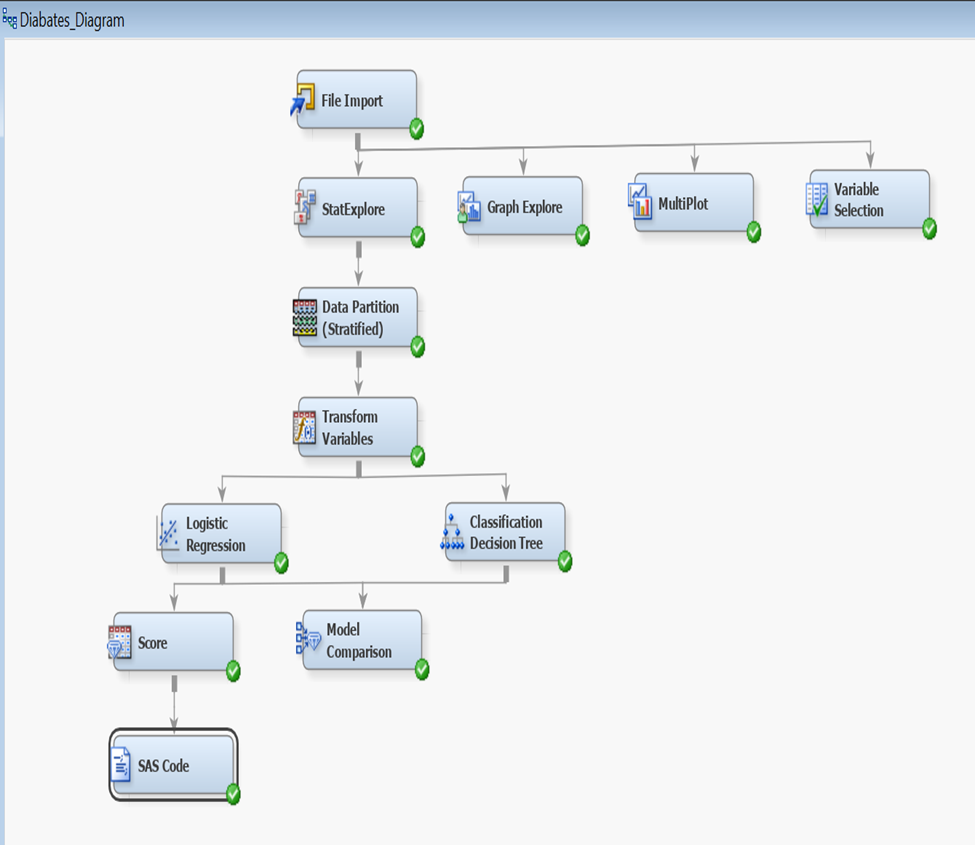 Diabates_Diagram
File Import
StatExplore
Graph Explore
MultiPlot
Variable
Selection
Data Partition
(Stratified)
Transform
Variables
Logistic
Regression
Classification
Decision Tree
Score
Model
Comparison
SAS Code